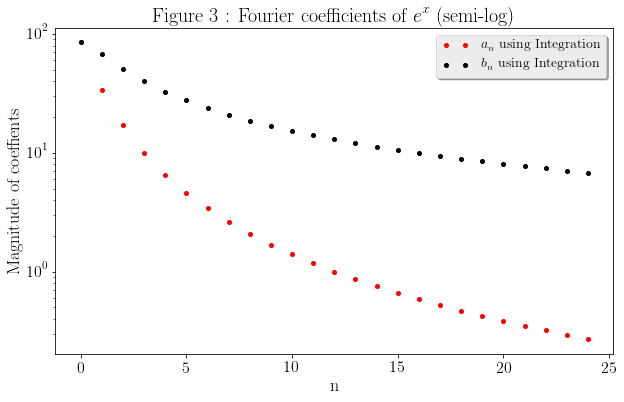 Figure 3 : Fourier coefficients of $e^x$ (semi-log)
$a_n$ using Integration
$b_n$ using Integration
Magnitude of coeffients
$10^2$
$10^1$
$10^0$
0 5 10 15 20 25
n